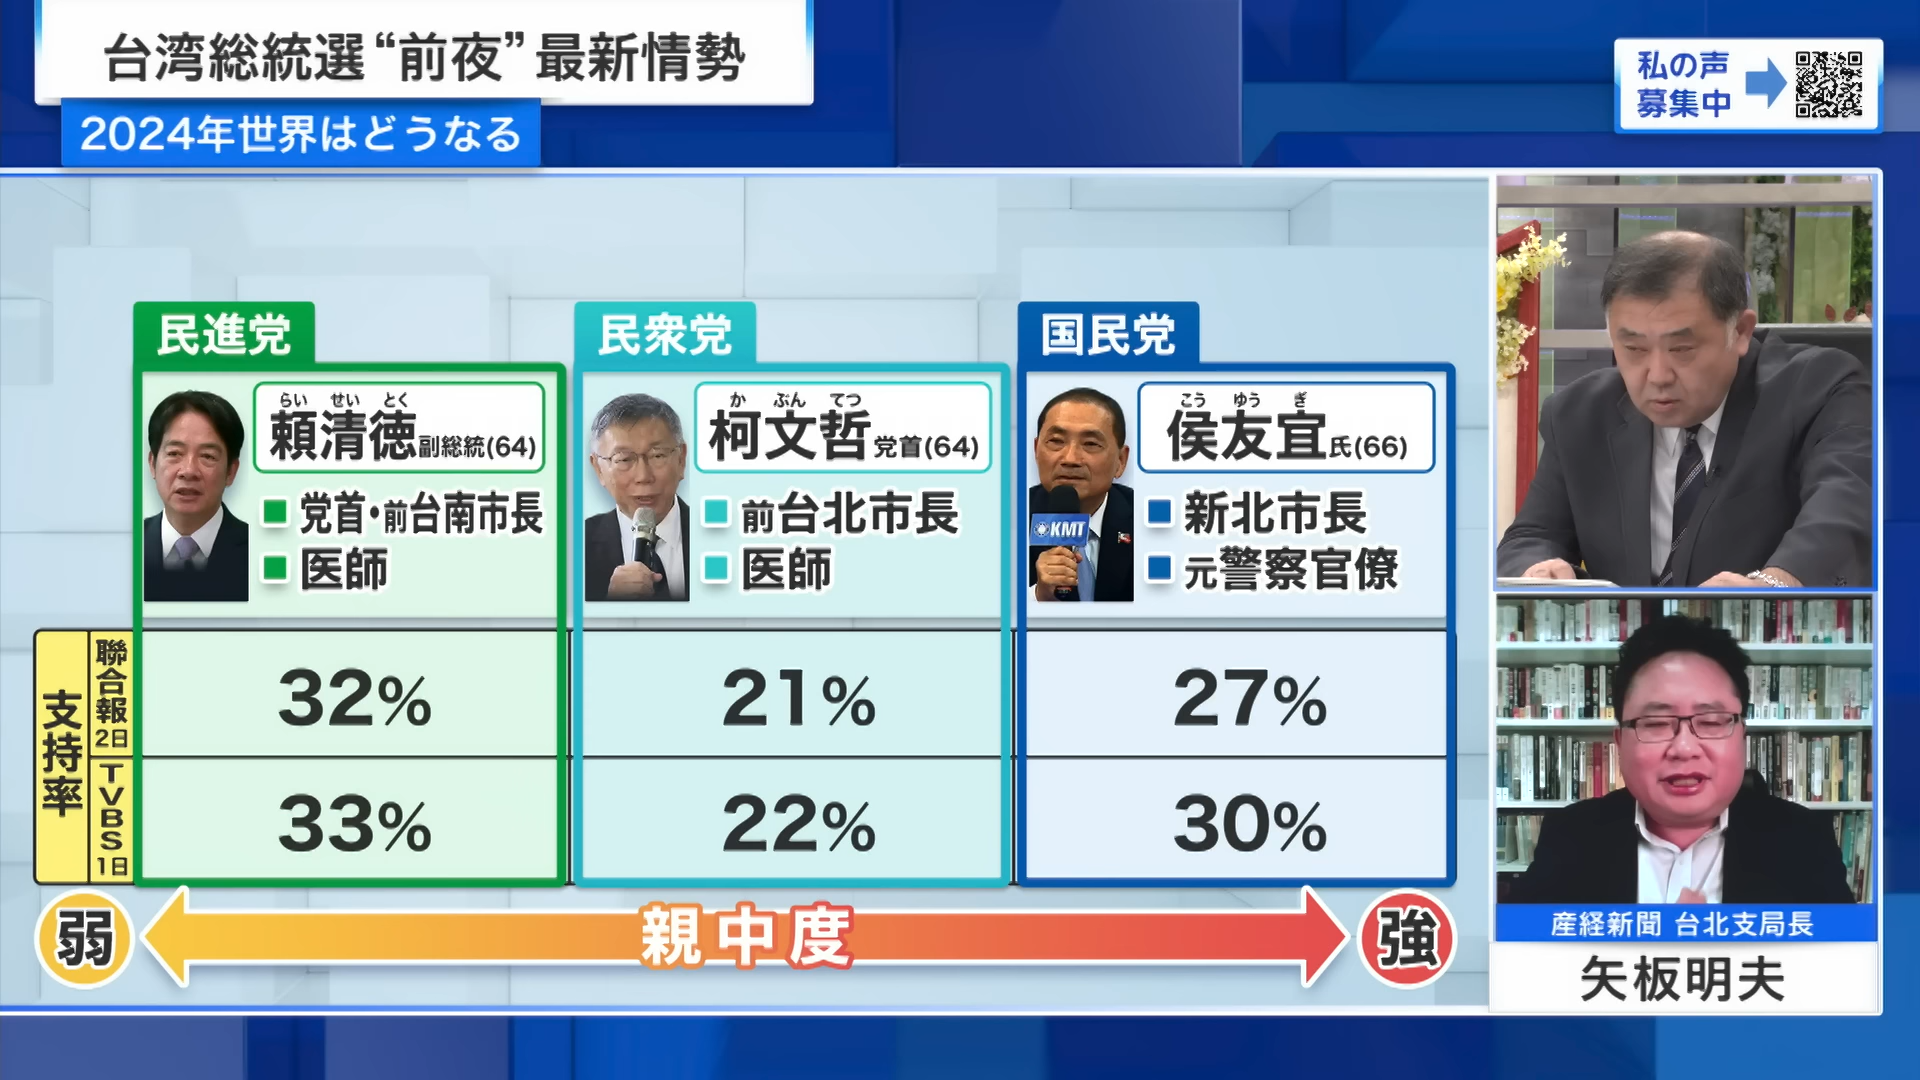 台湾総統選“前夜”最新情勢
2024年世界はどうなる
私の声
募集中
民進党
らい せい とく
頼清徳副総統(64)
党首・前台南市長
医師
民衆党
か ぶん てつ
柯文哲党首(64)
前台北市長
医師
国民党
こう ゆう ぎ
侯友宜氏(66)
新北市長
元警察官僚
KMT
支持率
聯合報2日
32%
21%
27%
TVBS1日
33%
22%
30%
弱
親中度
強
産経新聞 台北支局長
矢板明夫